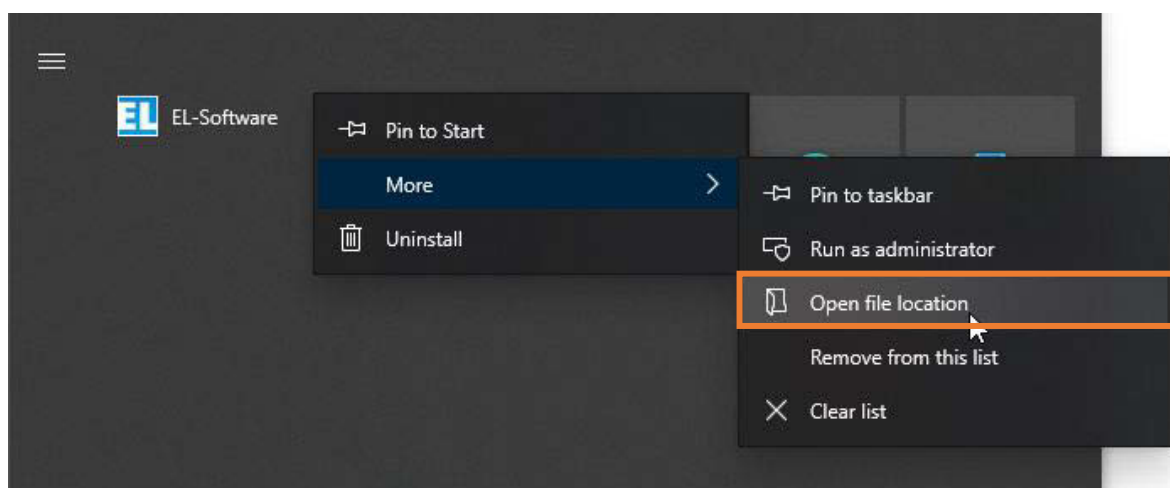 EL EL-Software
Pin to Start
More
Uninstall
Pin to taskbar
Run as administrator
Open file location
Remove from this list
Clear list